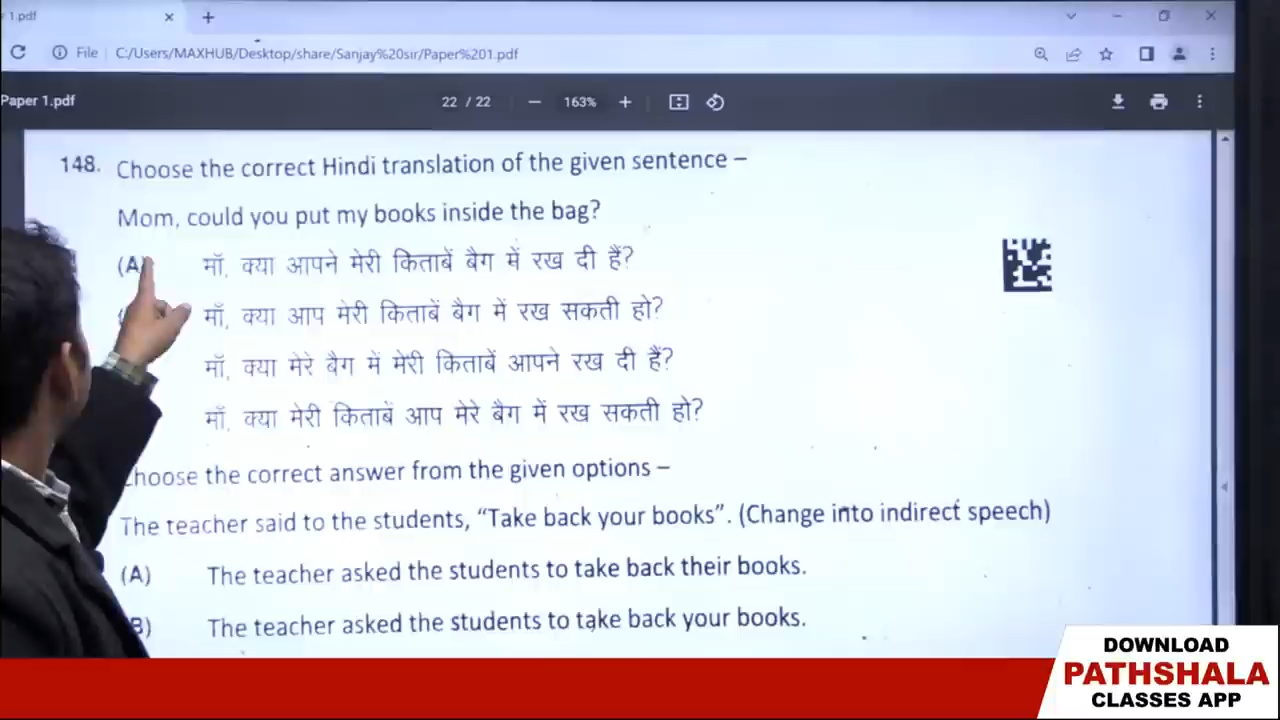 1.pdf
File C:/Users/MAXHUB/Desktop/share/Sanjay%20sir/Paper%201.pdf
Paper 1.pdf 22 / 22 163%
148. Choose the correct Hindi translation of the given sentence –
Mom, could you put my books inside the bag?
(A) मॉ, क्या आपने मेरी किताबें बैग में रख दी हैं?
मॉ, क्या आप मेरी किताबें बैग में रख सकती हो?
मॉ, क्या मेरे बैग में मेरी किताबें आपने रख दी हैं?
मॉ, क्या मेरी किताबें आप मेरे बैग में रख सकती हो?
hoose the correct answer from the given options –
The teacher said to the students, “Take back your books”. (Change into indirect speech)
(A) The teacher asked the students to take back their books.
B) The teacher asked the students to take back your books.
DOWNLOAD
PATHSHALA
CLASSES APP